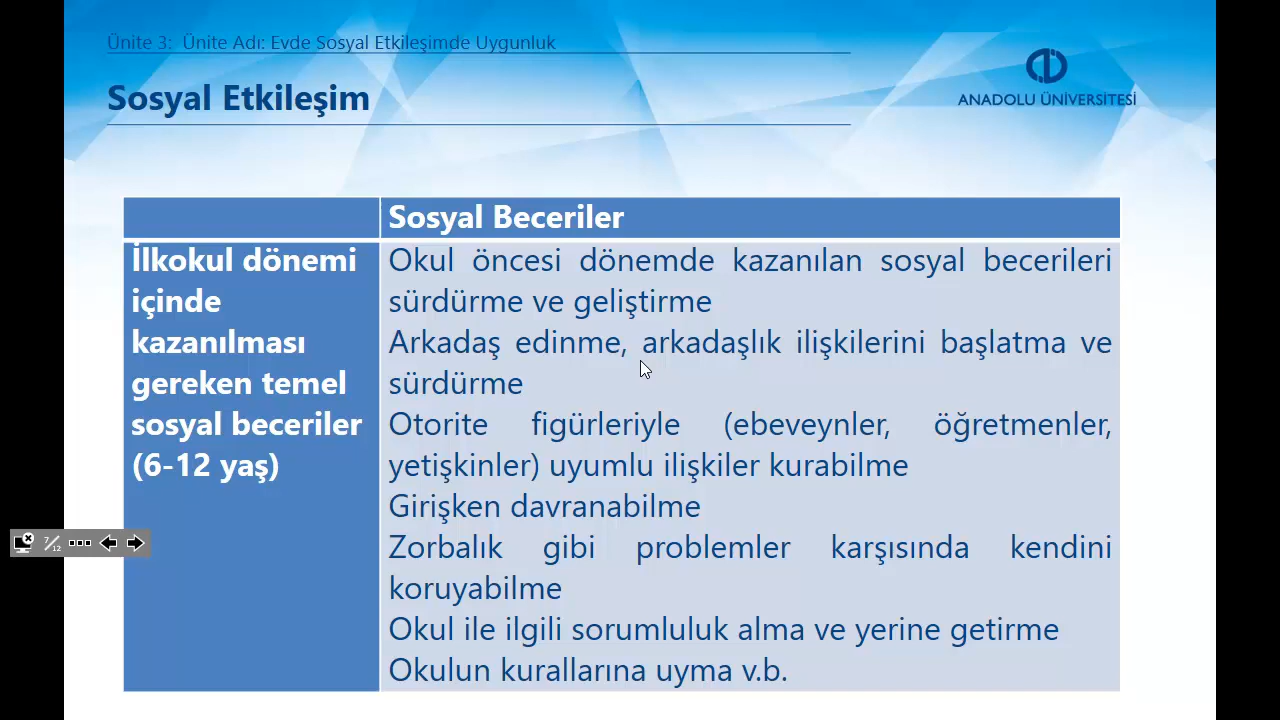 Ünite 3:  Ünite Adı: Evde Sosyal Etkileşimde Uygunluk
Sosyal Etkileşim
ANADOLU ÜNİVERSİTESİ
Sosyal Beceriler
İlkokul dönemi
içinde
kazanılması
gereken temel
sosyal beceriler
(6-12 yaş)
Okul öncesi dönemde kazanılan sosyal becerileri
sürdürme ve geliştirme
Arkadaş edinme, arkadaşlık ilişkilerini başlatma ve
sürdürme
Otorite figürleriyle (ebeveynler, öğretmenler,
yetişkinler) uyumlu ilişkiler kurabilme
Girişken davranabilme
Zorbalık gibi problemler karşısında kendini
koruyabilme
Okul ile ilgili sorumluluk alma ve yerine getirme
Okulun kurallarına uyma v.b.
7/12